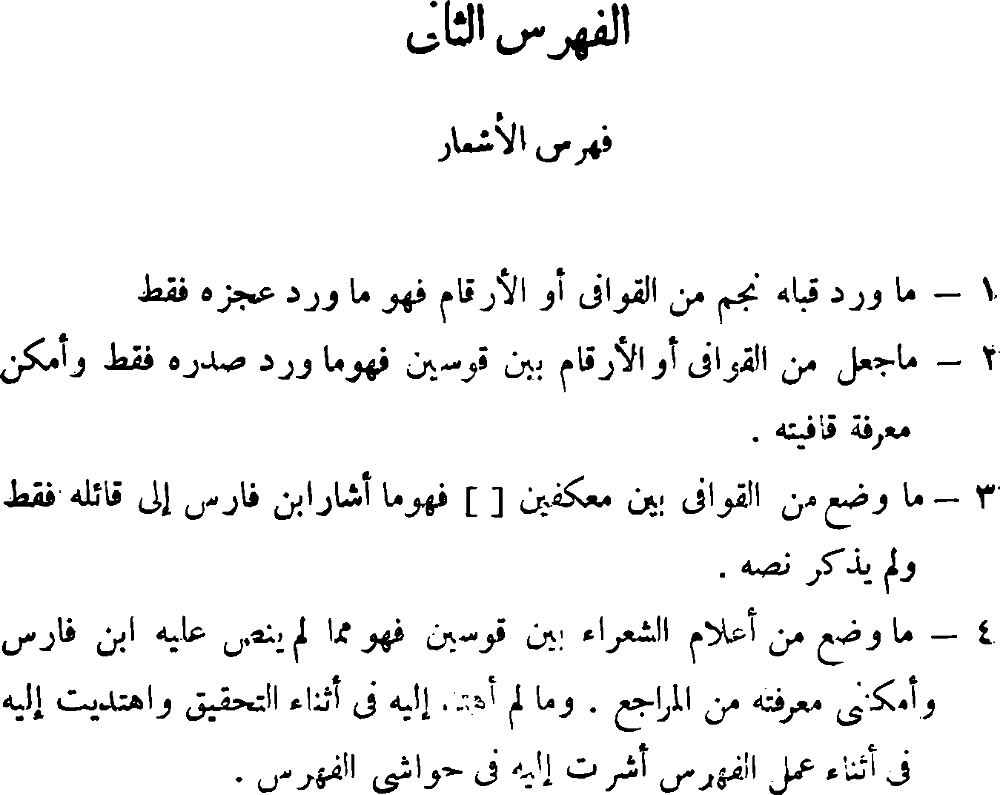 الفهرس الثانى
فهرس الأشعار
١ – ما ورد قبله نجم من القوافى أو الأرقام فهو ما ورد عجزه فقط
٢ – ماجعل من القوافى أو الأرقام بين قوسين فهوما ورد صدره فقط وأمكن
معرفة قافيته .
٣ – ما وضع من القوافى بين معكفين [ ] فهوما أشارابن فارس إلى قائله فقط
ولم يذكر نصه .
٤ – ما وضع من أعلام الشعراء بين قوسين فهو مما لم ينص عليه ابن فارس
وأمكننى معرفته من المراجع . وما لم أهتد إليه فى أثناء التحقيق واهتديت إليه
فى أثناء عمل الفهرس أشرت إليه فى حواشى الفهرس .